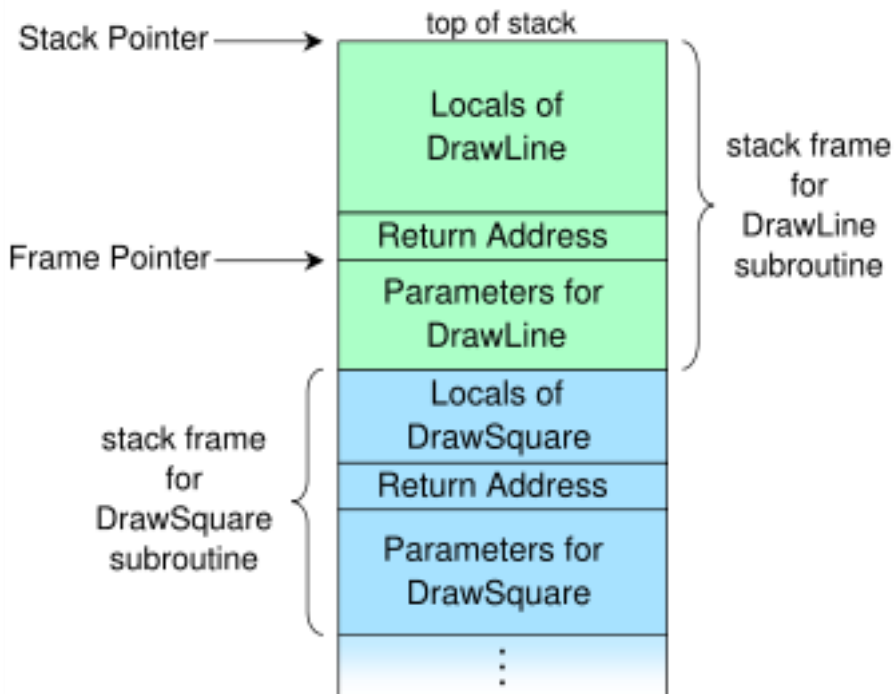 top of stack
Stack Pointer
Locals of
DrawLine
stack frame
for
DrawLine
subroutine
Return Address
Frame Pointer
Parameters for
DrawLine
Locals of
DrawSquare
stack frame
for
DrawSquare
subroutine
Return Address
Parameters for
DrawSquare